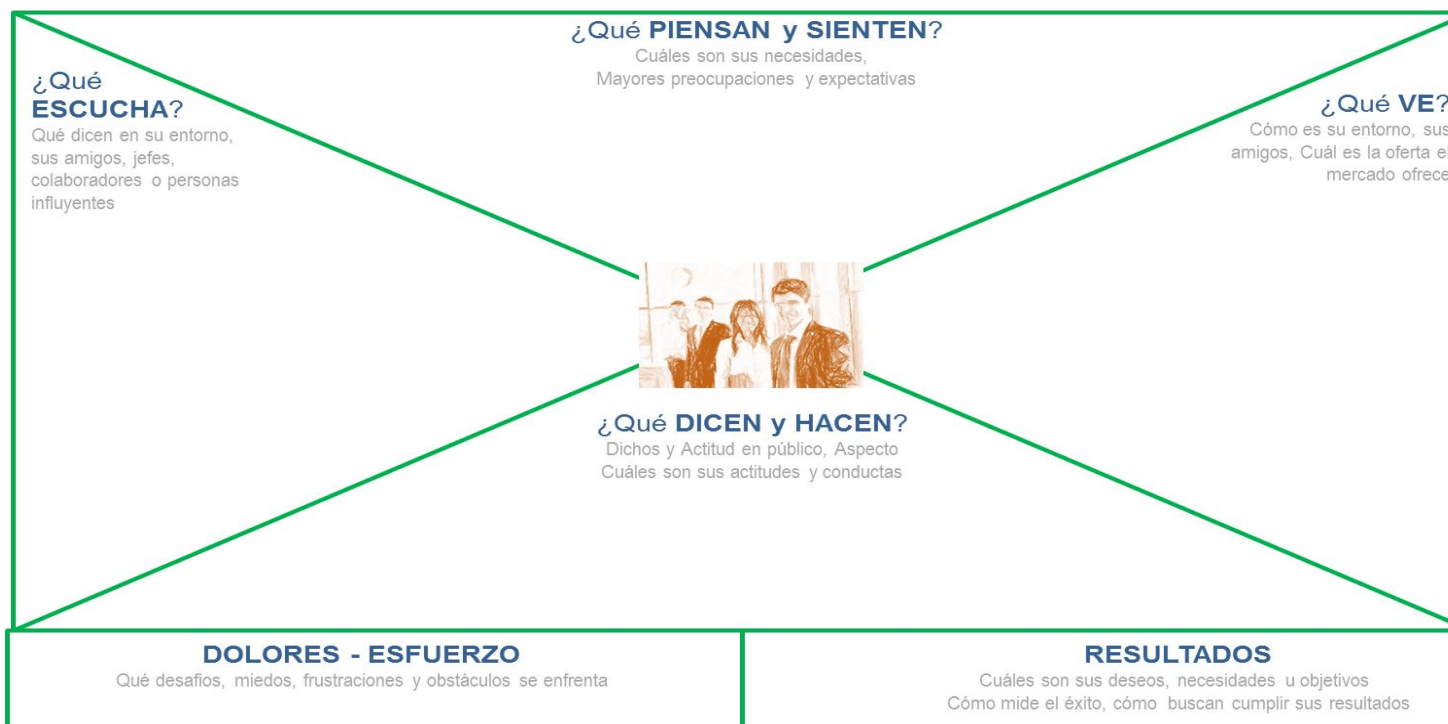 ¿Qué PIENSAN y SIENTEN?
Cuáles son sus necesidades,
Mayores preocupaciones y expectativas
¿Qué
ESCUCHA?
Qué dicen en su entorno,
sus amigos, jefes,
colaboradores o personas
influyentes
¿Qué VE?
Cómo es su entorno, sus
amigos, Cuál es la oferta el
mercado ofrece
¿Qué DICEN y HACEN?
Dichos y Actitud en público, Aspecto
Cuáles son sus actitudes y conductas
DOLORES - ESFUERZO
Qué desafíos, miedos, frustraciones y obstáculos se enfrenta
RESULTADOS
Cuáles son sus deseos, necesidades u objetivos
Cómo mide el éxito, cómo buscan cumplir sus resultados